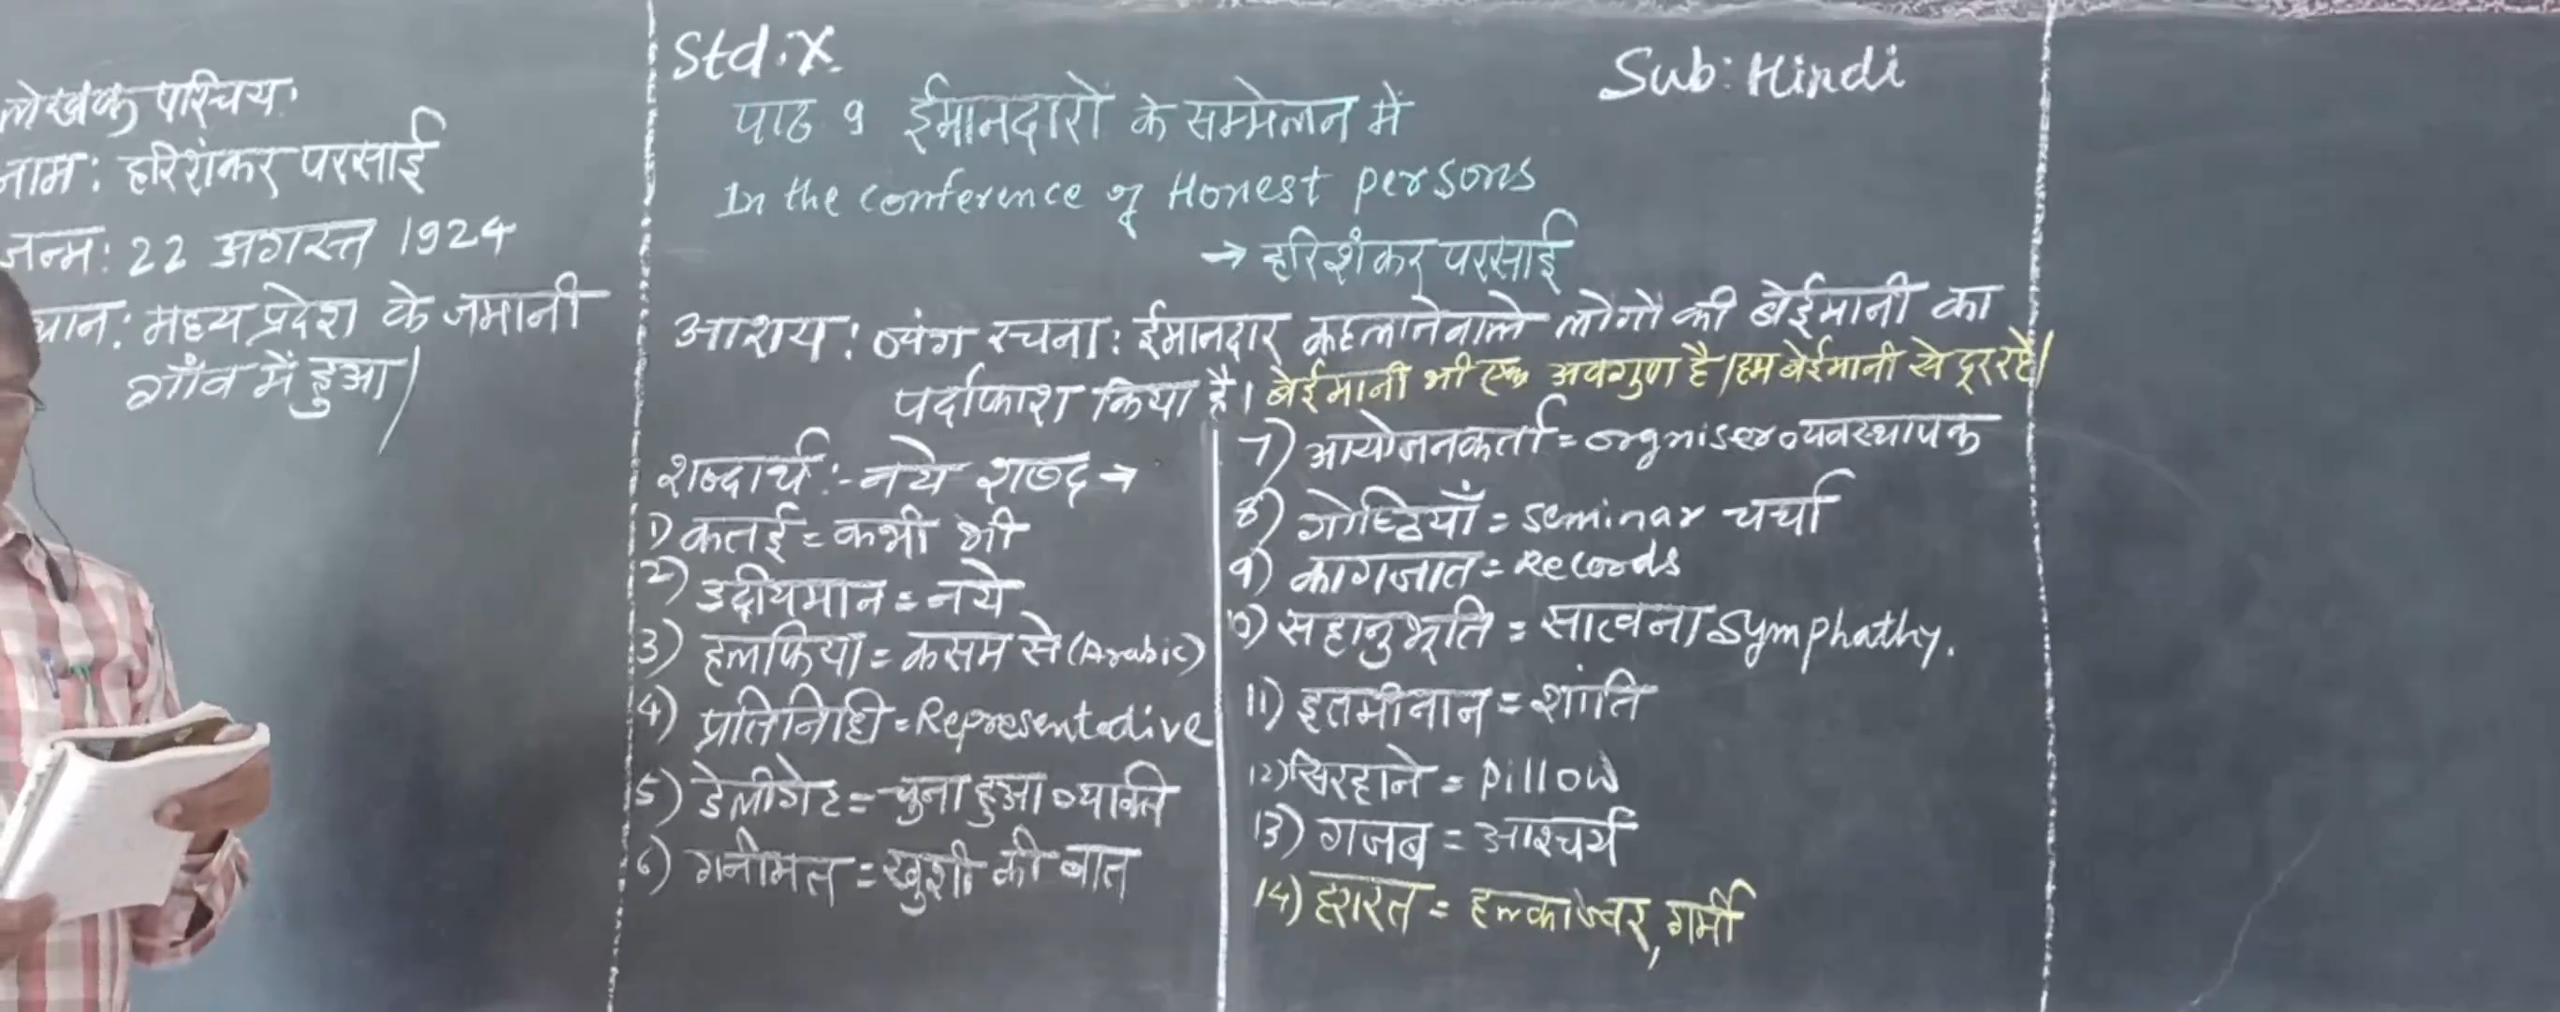 लेखक परिचय:
नाम: हरिशंकर परसाई
जन्म: 22 अगस्त 1924
मध्य प्रदेश के जमानी
गाँव में हुआ।
Std: X.
Sub: Hindi
पाठ 9 ईमानदारों के सम्मेलन में
In the conference of Honest persons
→ हरिशंकर परसाई
आशय: व्यंग रचना: ईमानदार कहलानेवाले लोगों की बेईमानी का
पर्दाफाश किया है। बेईमानी भी एक अवगुण है। हम बेईमानी से दूर रहें।
शब्दार्थ:- नये शब्द →
1) कतई = कभी भी
2) उदीयमान = नये
3) हलफिया = कसम से (Arabic)
4) प्रतिनिधि = Representadive
5) डेलीगेट = चुना हुआ व्यक्ति
6) गनीमत = खुशी की बात
7) आयोजनकर्ता = orgniser व्यवस्थापक
8) गोष्ठियाँ = seminar चर्चा
9) कागजात = Records
10) सहानुभूति = सात्वना Symphathy.
11) इतमीनान = शांति
12) सिरहाने = pillow
13) गजब = आश्चर्य
14) हरारत = हल्का ज्वर, गर्मी